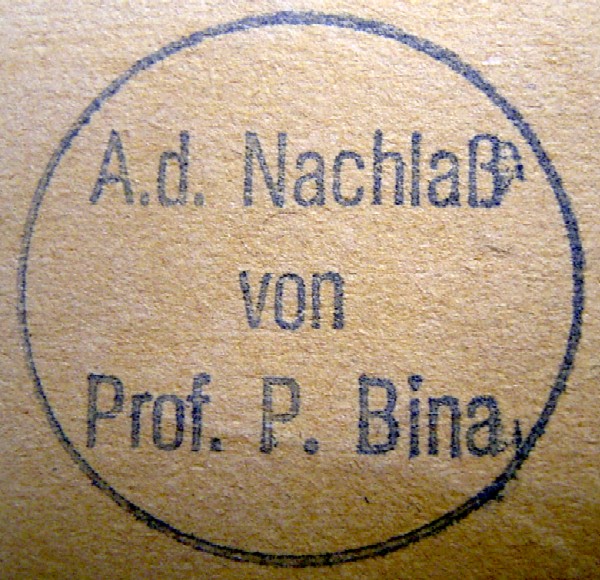 A.d. Nachlaß
von
Prof. P. Bina